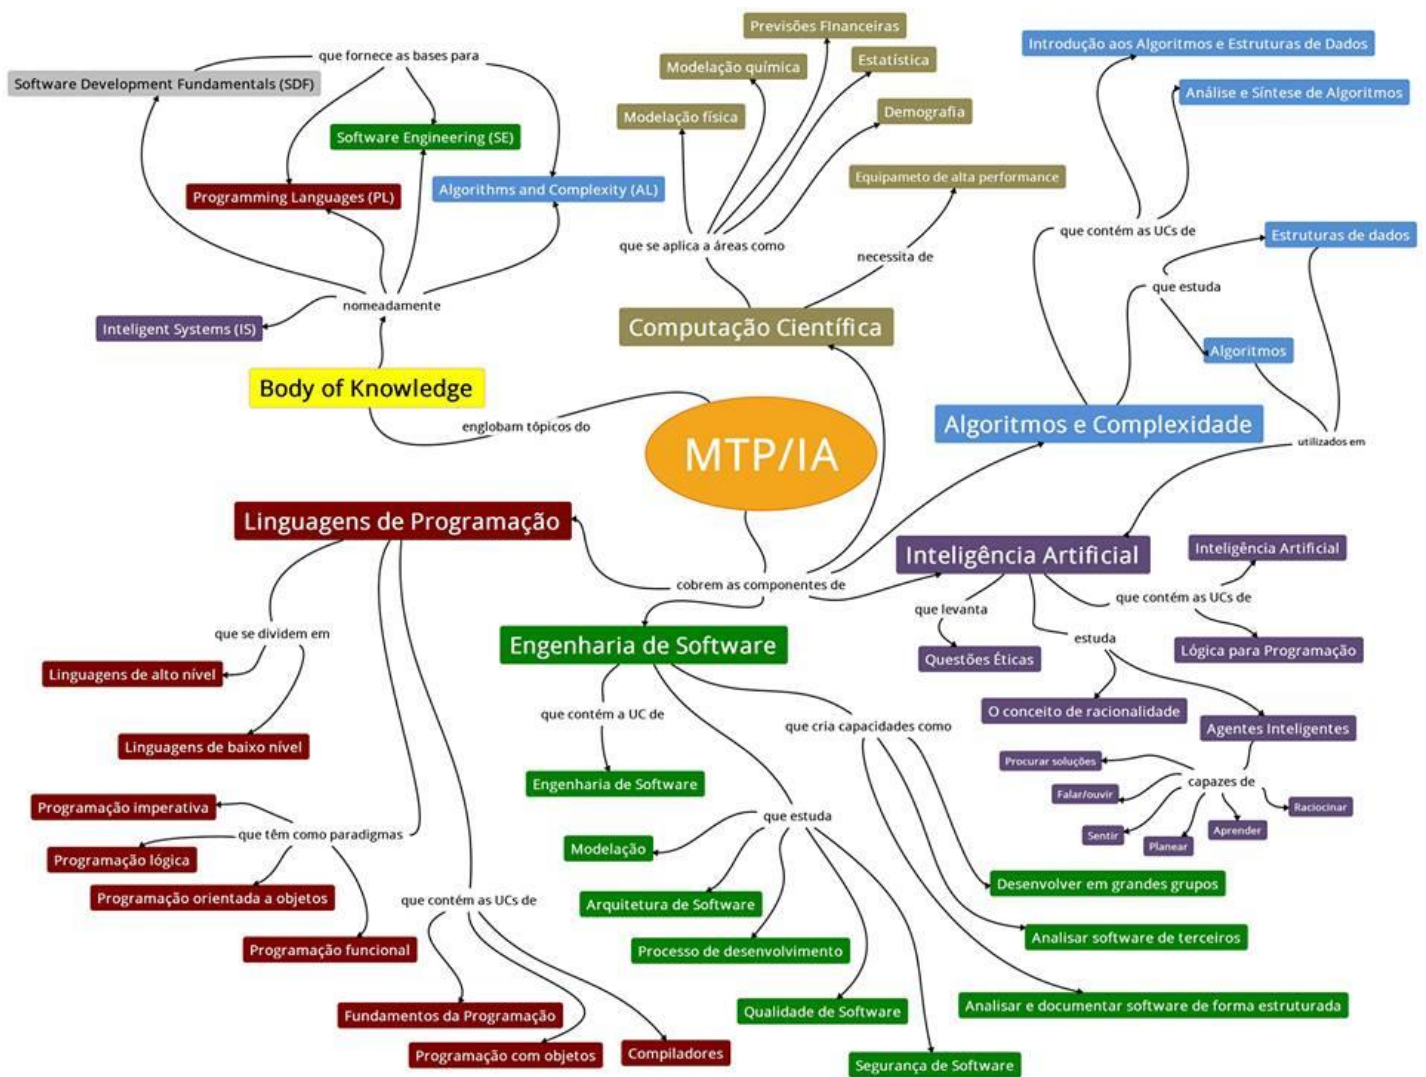 que fornece as bases para
Software Development Fundamentals (SDF)
Software Engineering (SE)
Programming Languages (PL)
Algorithms and Complexity (AL)
nomeadamente
Inteligent Systems (IS)
Body of Knowledge
englobam tópicos do
MTP/IA
Previsões FInanceiras
Modelação química
Estatística
Modelação física
Demografia
Equipameto de alta performance
que se aplica a áreas como
necessita de
Computação Científica
Introdução aos Algoritmos e Estruturas de Dados
Análise e Síntese de Algoritmos
que contém as UCs de
Estruturas de dados
que estuda
Algoritmos
Algoritmos e Complexidade
utilizados em
cobrem as componentes de
Linguagens de Programação
que se dividem em
Linguagens de alto nível
Linguagens de baixo nível
Programação imperativa
que têm como paradigmas
Programação lógica
Programação orientada a objetos
Programação funcional
que contém as UCs de
Fundamentos da Programação
Programação com objetos
Compiladores
Engenharia de Software
que contém a UC de
Engenharia de Software
que estuda
Modelação
Arquitetura de Software
Processo de desenvolvimento
Qualidade de Software
Segurança de Software
que cria capacidades como
Desenvolver em grandes grupos
Analisar software de terceiros
Analisar e documentar software de forma estruturada
Inteligência Artificial
que levanta
Questões Éticas
que contém as UCs de
Inteligência Artificial
Lógica para Programação
estuda
O conceito de racionalidade
Agentes Inteligentes
capazes de
Procurar soluções
Falar/ouvir
Sentir
Planear
Aprender
Raciocinar